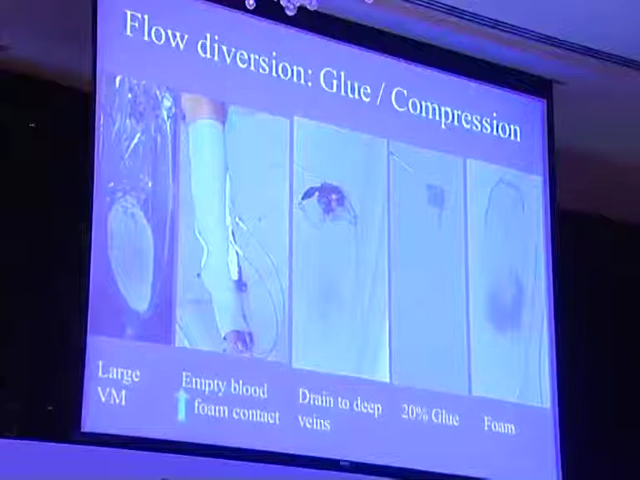 Flow diversion: Glue / Compression
Large
VM
Empty blood
foam contact
Drain to deep
veins
20% Glue
Foam